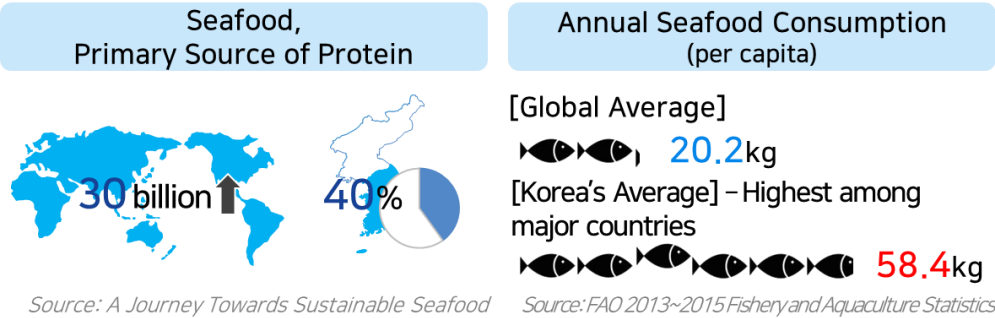 Seafood,
Primary Source of Protein
30 billion
40%
Source: A Journey Towards Sustainable Seafood
Annual Seafood Consumption
(per capita)
[Global Average]
20.2kg
[Korea's Average] – Highest among
major countries
58.4kg
Source: FAO 2013~2015 Fishery and Aquaculture Statistics